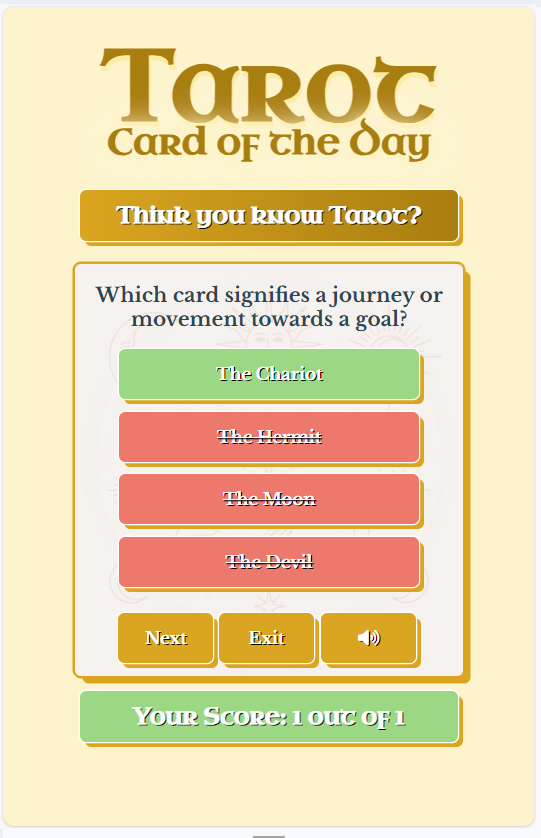 Tarot
Card of the Day
Think you know Tarot?
Which card signifies a journey or
movement towards a goal?
The Chariot
The Hermit
The Moon
The Devil
Next Exit
Your Score: 1 out of 1